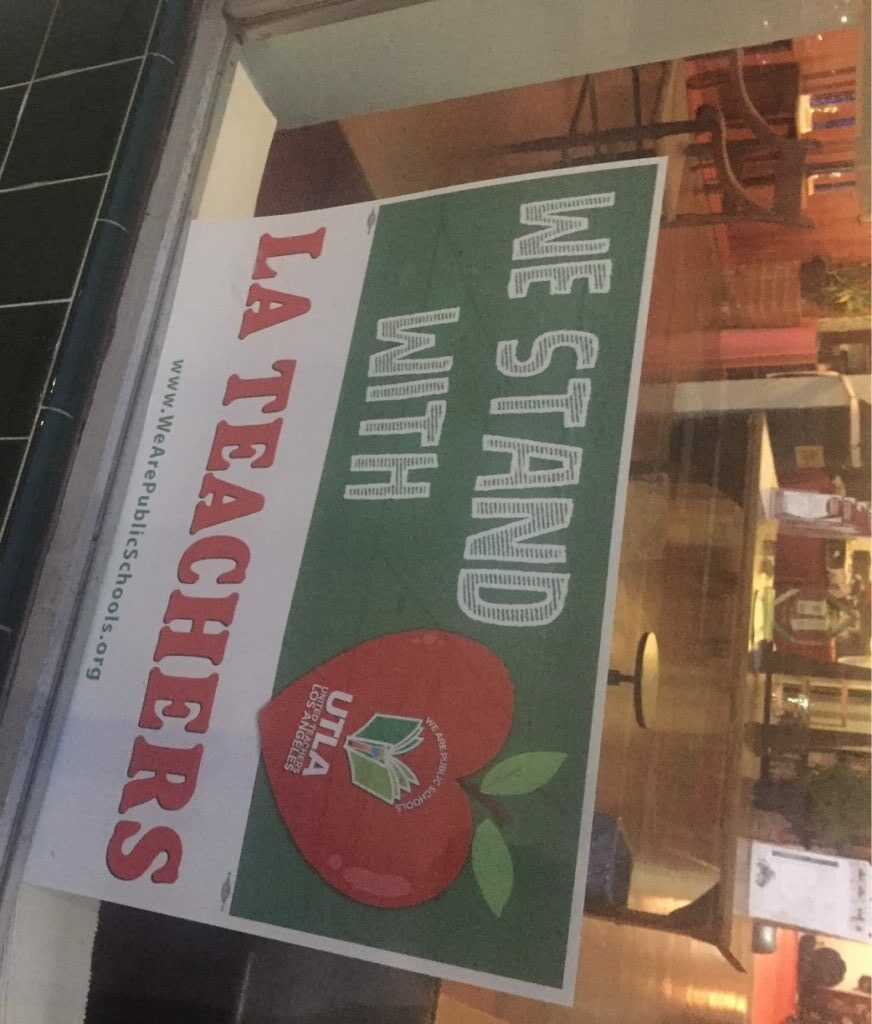 WE STAND
WITH
LA TEACHERS
www.WeArePublicSchools.org
WE ARE PUBLIC SCHOOLS
UTLA
UNITED TEACHERS
LOS ANGELES